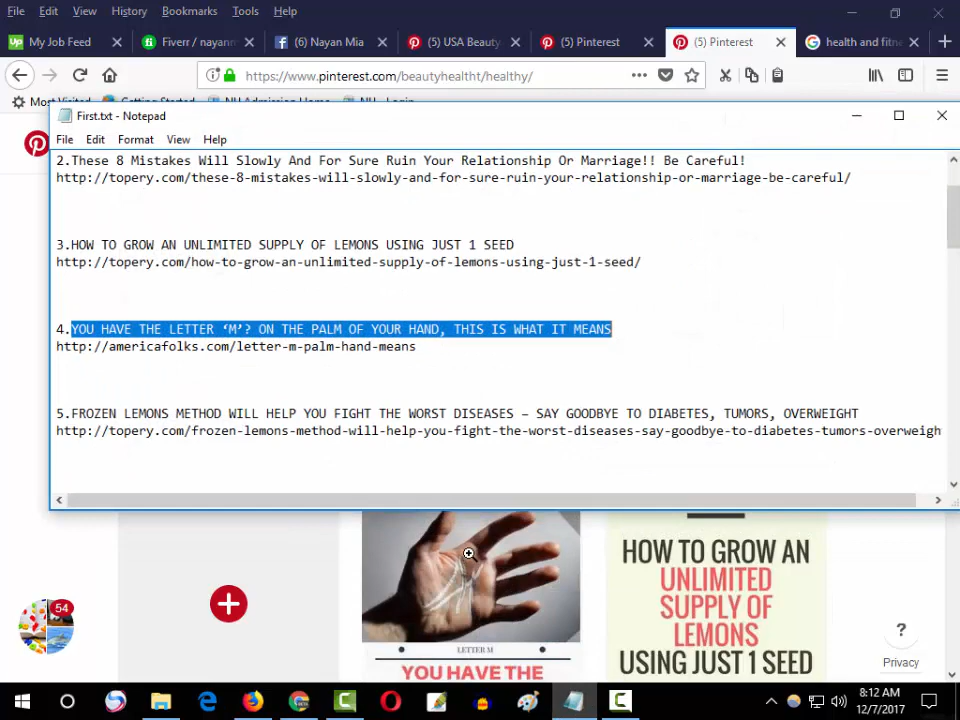 File Edit View History Bookmarks Tools Help
My Job Feed
Fiverr / nayanm
(6) Nayan Mia
(5) USA Beauty
(5) Pinterest
(5) Pinterest
health and fitne
https://www.pinterest.com/beautyhealtht/healthy/
Most Visited Getting Started
First.txt - Notepad
File Edit Format View Help
2.These 8 Mistakes Will Slowly And For Sure Ruin Your Relationship Or Marriage!! Be Careful!
http://topery.com/these-8-mistakes-will-slowly-and-for-sure-ruin-your-relationship-or-marriage-be-careful/
3.HOW TO GROW AN UNLIMITED SUPPLY OF LEMONS USING JUST 1 SEED
http://topery.com/how-to-grow-an-unlimited-supply-of-lemons-using-just-1-seed/
4.YOU HAVE THE LETTER ‘M’? ON THE PALM OF YOUR HAND, THIS IS WHAT IT MEANS
http://americafolks.com/letter-m-palm-hand-means
5.FROZEN LEMONS METHOD WILL HELP YOU FIGHT THE WORST DISEASES – SAY GOODBYE TO DIABETES, TUMORS, OVERWEIGHT
http://topery.com/frozen-lemons-method-will-help-you-fight-the-worst-diseases-say-goodbye-to-diabetes-tumors-overweigh
LETTER M
YOU HAVE THE
HOW TO GROW AN
UNLIMITED
SUPPLY OF
LEMONS
USING JUST 1 SEED
54
?
Privacy
8:12 AM
12/7/2017